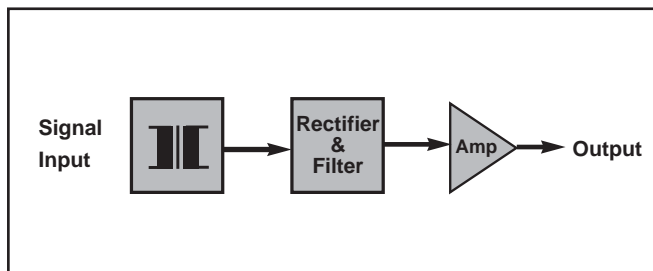 Signal
Input
Rectifier
&
Filter
Amp
Output